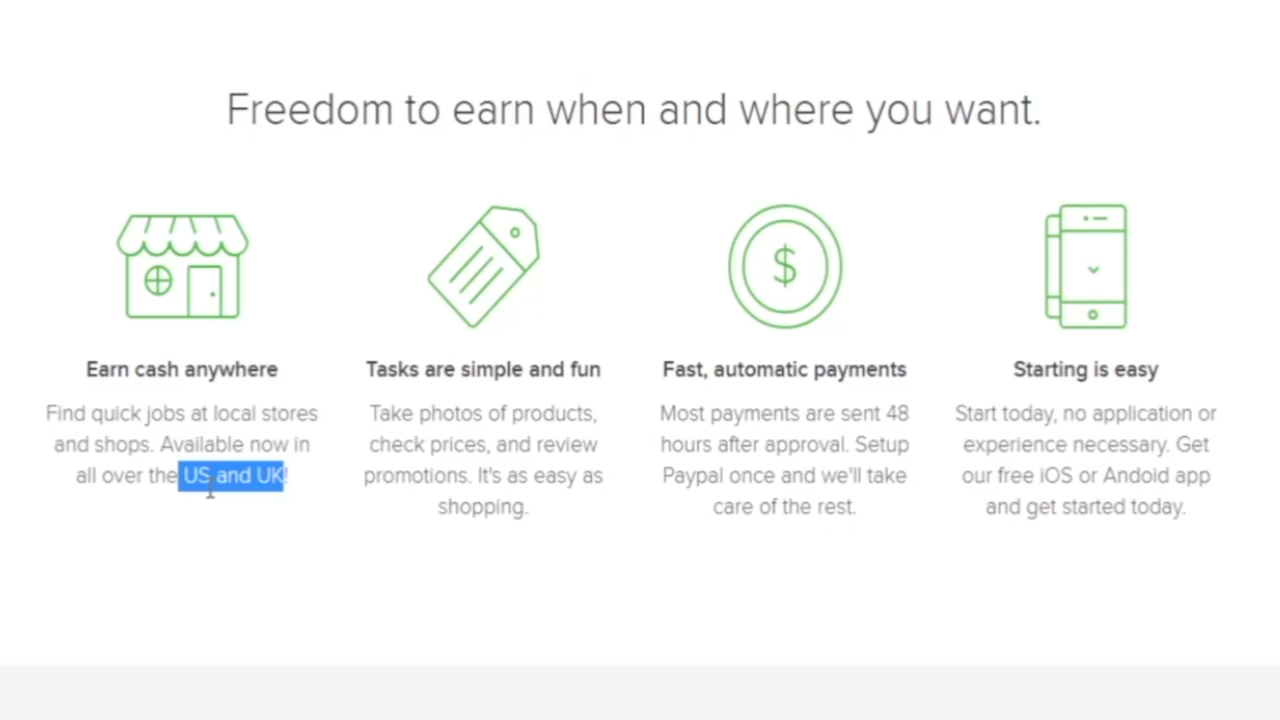 Freedom to earn when and where you want.
Earn cash anywhere
Find quick jobs at local stores
and shops. Available now in
all over the US and UK!
Tasks are simple and fun
Take photos of products,
check prices, and review
promotions. It's as easy as
shopping.
Fast, automatic payments
Most payments are sent 48
hours after approval. Setup
Paypal once and we'll take
care of the rest.
Starting is easy
Start today, no application or
experience necessary. Get
our free iOS or Andoid app
and get started today.
$